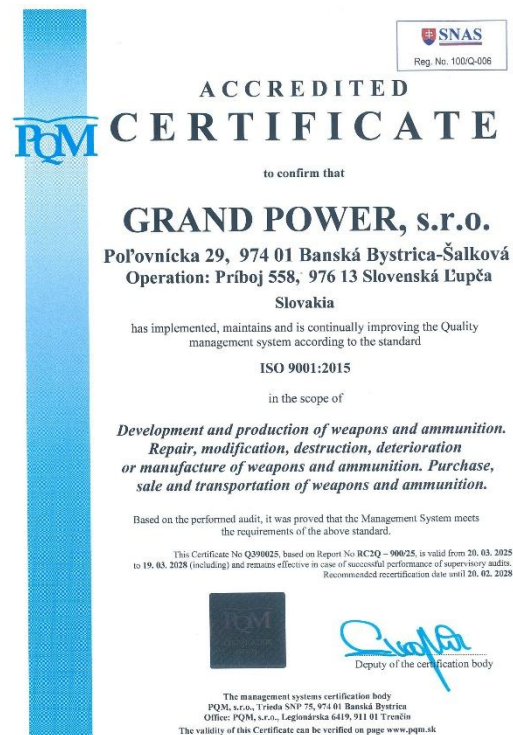 SNAS
Reg. No. 100/Q-006
ACCREDITED
PQM
CERTIFICATE
to confirm that
GRAND POWER, s.r.o.
Poľovnícka 29, 974 01 Banská Bystrica-Šalková
Operation: Príboj 558, 976 13 Slovenská Ľupča
Slovakia
has implemented, maintains and is continually improving the Quality
management system according to the standard
ISO 9001:2015
in the scope of
Development and production of weapons and ammunition.
Repair, modification, destruction, deterioration
or manufacture of weapons and ammunition. Purchase,
sale and transportation of weapons and ammunition.
Based on the performed audit, it was proved that the Management System meets
the requirements of the above standard.
This Certificate No Q390025, based on Report No RC2Q – 900/25, is valid from 20. 03. 2025
to 19. 03. 2028 (including) and remains effective in case of successful performance of supervisory audits.
Recommended recertification date until 20. 02. 2028
PQM
Deputy of the certification body
The management systems certification body
PQM, s.r.o., Trieda SNP 75, 974 01 Banská Bystrica
Office: PQM, s.r.o., Legionárska 6419, 911 01 Trenčín
The validity of this Certificate can be verified on page www.pqm.sk